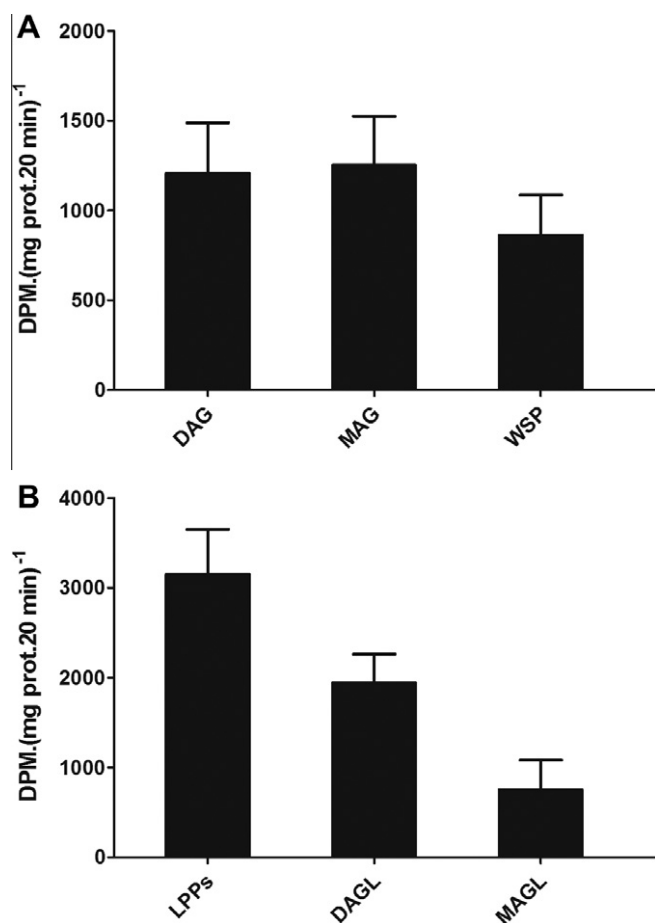 A
DPM.(mg prot.20 min)-1
2000
1500
1000
500
0
DAG
MAG
WSP
B
DPM.(mg prot.20 min)-1
4000
3000
2000
1000
0
LPPs
DAGL
MAGL